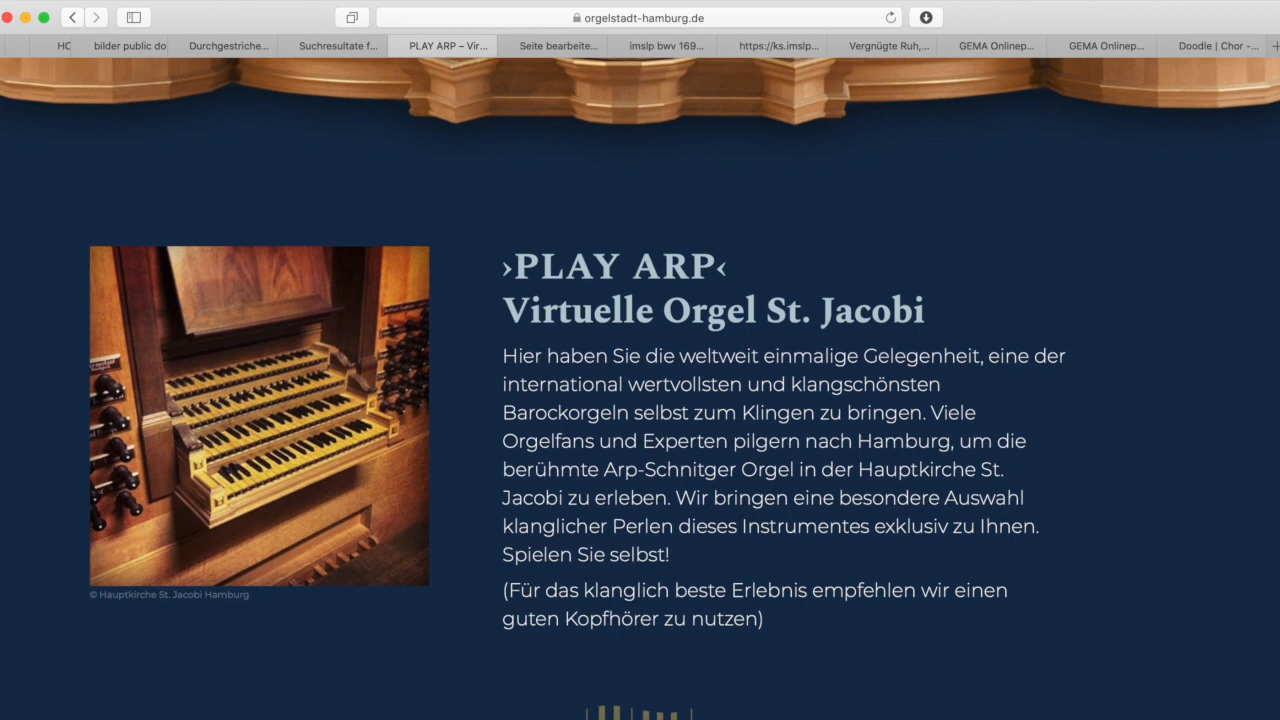 orgelstadt-hamburg.de
HO
bilder public do
Durchgestriche...
Suchresultate f...
PLAY ARP – Vir...
Seite bearbeite...
imslp bwv 169...
https://ks.imslp...
Vergnügte Ruh,...
GEMA Onlinep...
GEMA Onlinep...
Doodle | Chor -...
›PLAY ARP‹
Virtuelle Orgel St. Jacobi
Hier haben Sie die weltweit einmalige Gelegenheit, eine der
international wertvollsten und klangschönsten
Barockorgeln selbst zum Klingen zu bringen. Viele
Orgelfans und Experten pilgern nach Hamburg, um die
berühmte Arp-Schnitger Orgel in der Hauptkirche St.
Jacobi zu erleben. Wir bringen eine besondere Auswahl
klanglicher Perlen dieses Instrumentes exklusiv zu Ihnen.
Spielen Sie selbst!
(Für das klanglich beste Erlebnis empfehlen wir einen
guten Kopfhörer zu nutzen)
© Hauptkirche St. Jacobi Hamburg